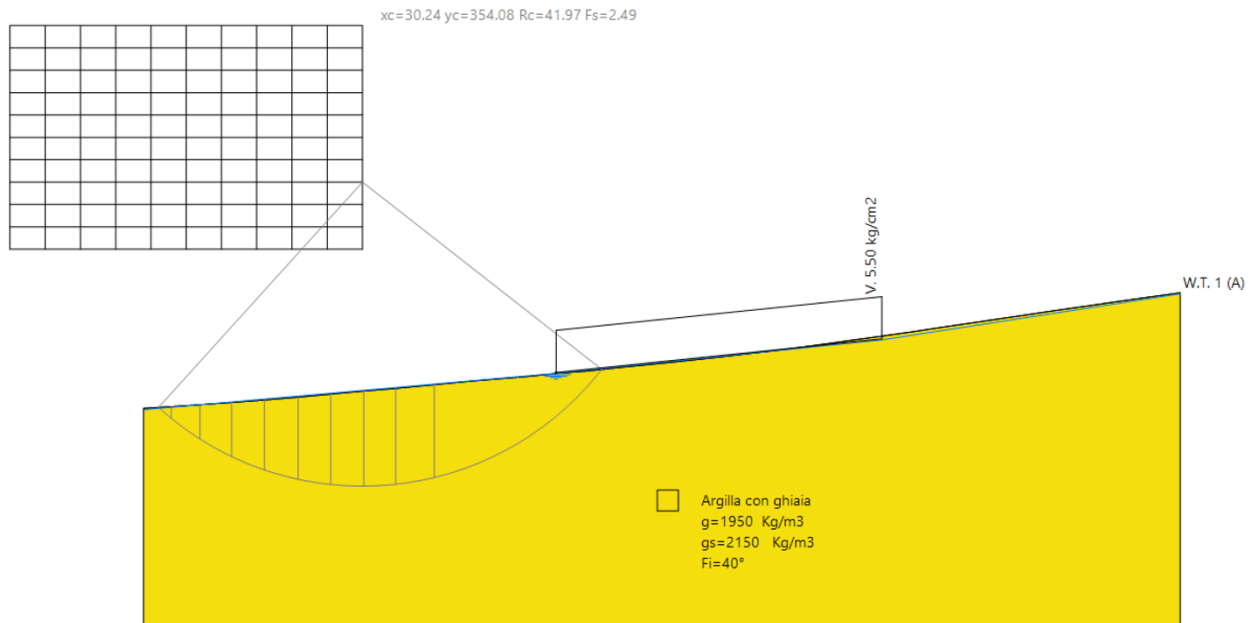 xc=30.24 yc=354.08 Rc=41.97 Fs=2.49
V. 5.50 kg/cm2
W.T. 1 (A)
Argilla con ghiaia
g=1950 Kg/m3
gs=2150 Kg/m3
Fi=40°